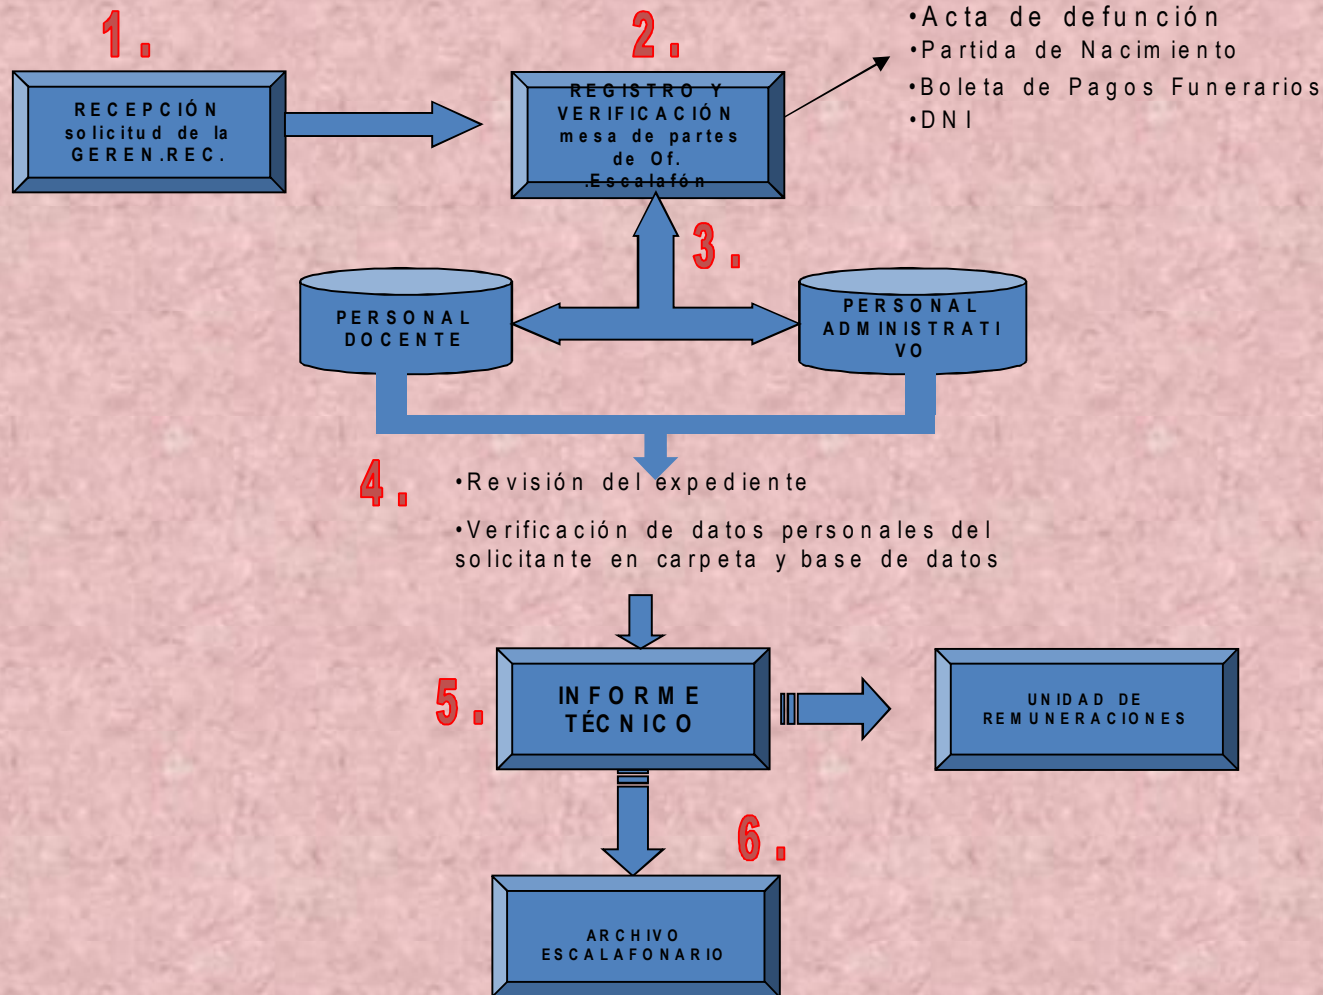 1.
RECEPCIÓN
solicitud de la
GEREN.REC.
2.
REGISTRO Y
VERIFICACIÓN
mesa de partes
de Of.
.Escalafón
•Acta de defunción
•Partida de Nacimiento
•Boleta de Pagos Funerarios
•DNI
3.
PERSONAL
DOCENTE
PERSONAL
ADMINISTRATI
VO
4.
•Revisión del expediente
•Verificación de datos personales del
solicitante en carpeta y base de datos
5.
INFORME
TÉCNICO
UNIDAD DE
REMUNERACIONES
6.
ARCHIVO
ESCALAFONARIO